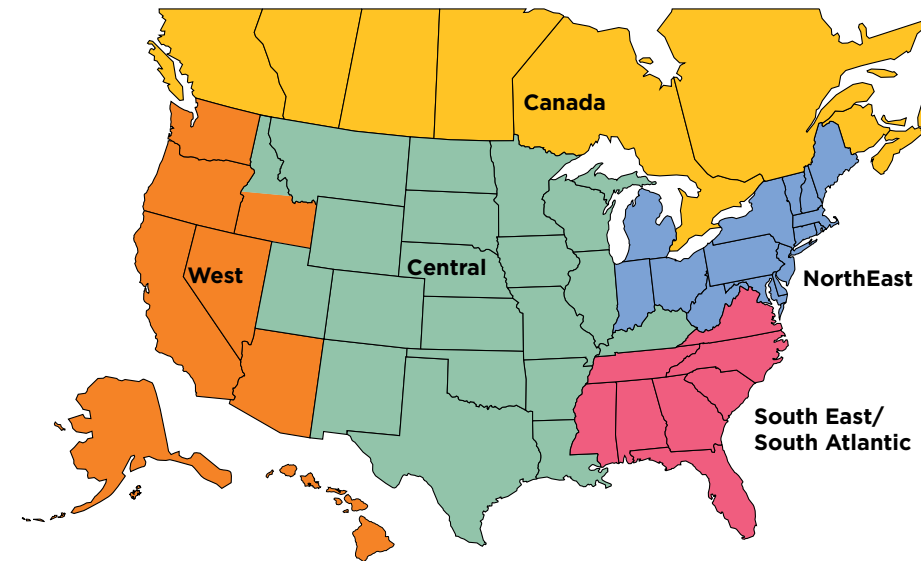 Canada
West
Central
NorthEast
South East/
South Atlantic